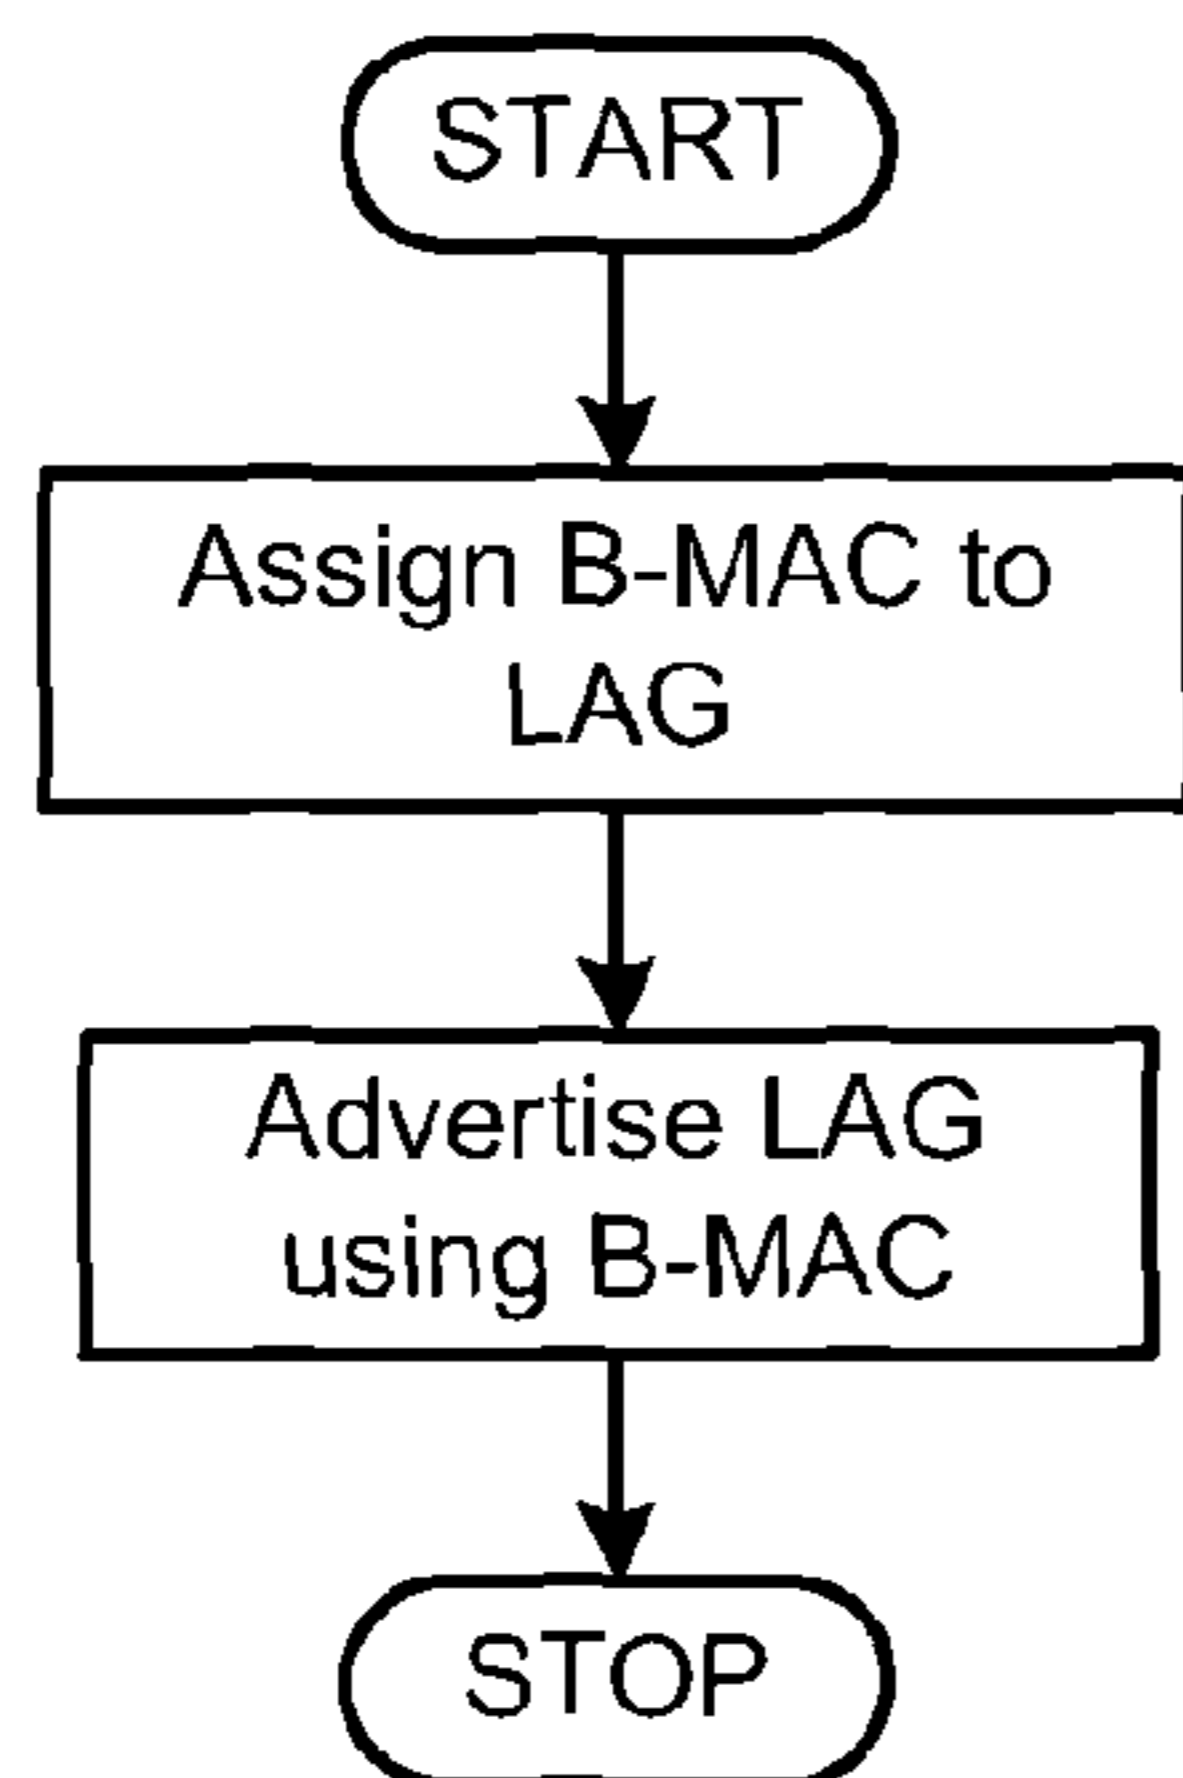 START
Assign B-MAC to
LAG
Advertise LAG
using B-MAC
STOP